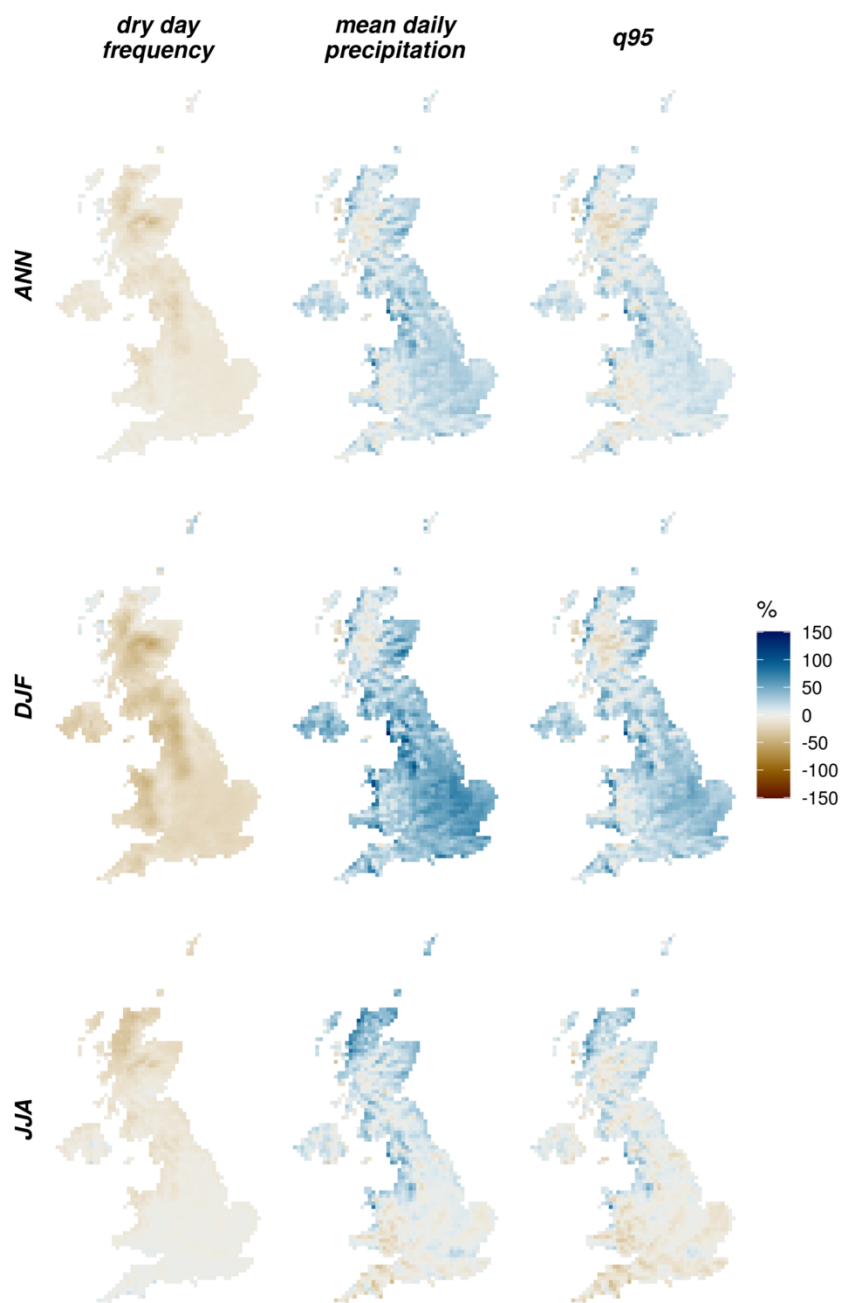 dry day
frequency
mean daily
precipitation
q95
ANN
DJF
JJA
%
150
100
50
0
-50
-100
-150